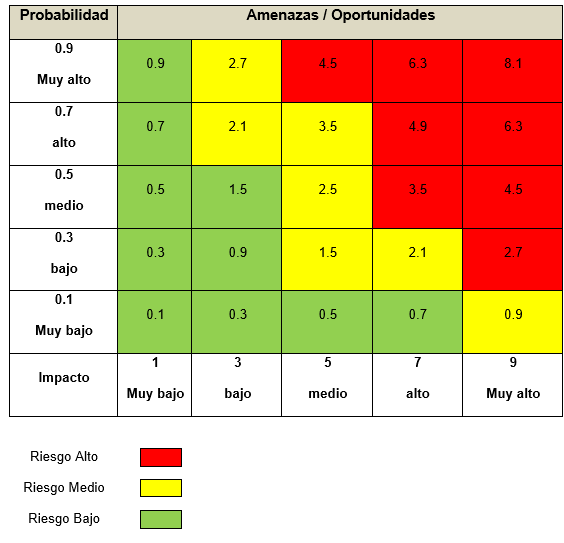 Probabilidad Amenazas / Oportunidades
0.9
Muy alto
0.9 2.7 4.5 6.3 8.1
0.7
alto
0.7 2.1 3.5 4.9 6.3
0.5
medio
0.5 1.5 2.5 3.5 4.5
0.3
bajo
0.3 0.9 1.5 2.1 2.7
0.1
Muy bajo
0.1 0.3 0.5 0.7 0.9
Impacto
1 3 5 7 9
Muy bajo bajo medio alto Muy alto
Riesgo Alto
Riesgo Medio
Riesgo Bajo